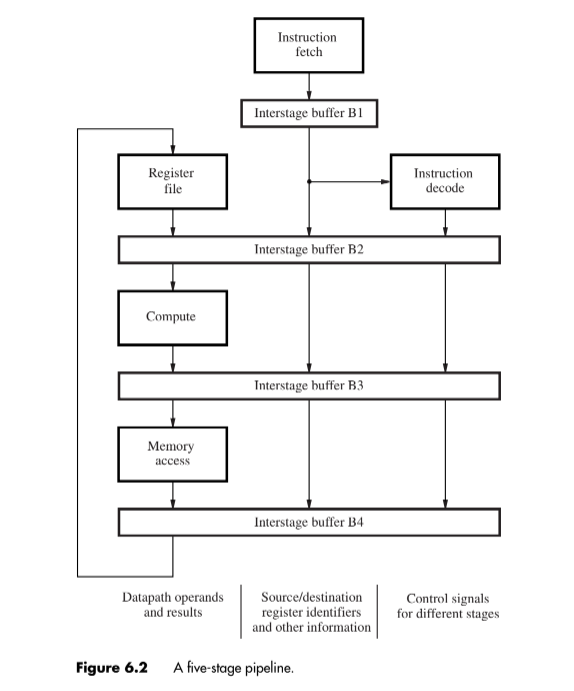 Instruction
fetch
Interstage buffer B1
Register
file
Instruction
decode
Interstage buffer B2
Compute
Interstage buffer B3
Memory
access
Interstage buffer B4
Datapath operands
and results
Source/destination
register identifiers
and other information
Control signals
for different stages
Figure 6.2 A five-stage pipeline.